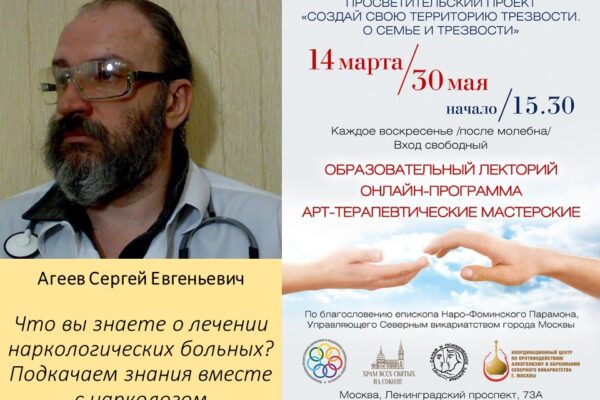 Агеев Сергей Евгеньевич
Что вы знаете о лечении
наркологических больных?
Подкачаем знания вместе
с наркологом
ПРОСВЕТИТЕЛЬСКИЙ ПРОЕКТ
«СОЗДАЙ СВОЮ ТЕРРИТОРИЮ ТРЕЗВОСТИ.
О СЕМЬЕ И ТРЕЗВОСТИ»
14 марта/30 мая
начало/15.30
Каждое воскресенье /после молебна/
Вход свободный
ОБРАЗОВАТЕЛЬНЫЙ ЛЕКТОРИЙ
ОНЛАЙН-ПРОГРАММА
АРТ-ТЕРАПЕВТИЧЕСКИЕ МАСТЕРСКИЕ
По благословению епископа Наро-Фоминского Парамона,
Управляющего Северным викариатством города Москвы
ХРАМ ВСЕХ СВЯТЫХ
НА СОКОЛЕ
КООРДИНАЦИОННЫЙ ЦЕНТР
ПО ПРОТИВОДЕЙСТВИЮ
АЛКОГОЛИЗМУ И НАРКОМАНИИ
СЕВЕРНОГО ВИКАРИАТСТВА
Г. МОСКВЫ
Москва, Ленинградский проспект, 73А